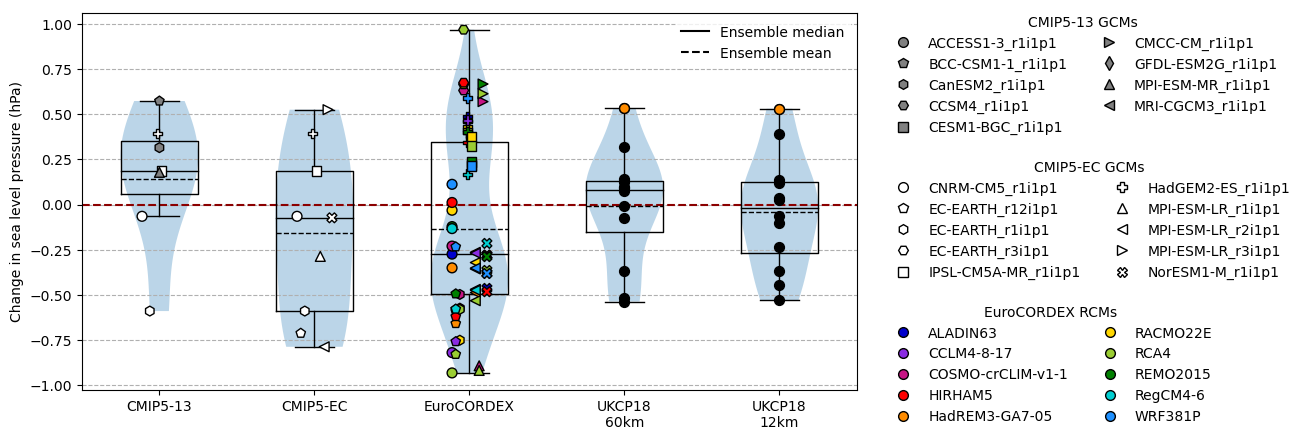 Change in sea level pressure (hPa)
1.00
0.75
0.50
0.25
0.00
−0.25
−0.50
−0.75
−1.00
Ensemble median
Ensemble mean
CMIP5-13
CMIP5-EC
EuroCORDEX
UKCP18
60km
UKCP18
12km
CMIP5-13 GCMs
ACCESS1-3_r1i1p1
BCC-CSM1-1_r1i1p1
CanESM2_r1i1p1
CCSM4_r1i1p1
CESM1-BGC_r1i1p1
CMCC-CM_r1i1p1
GFDL-ESM2G_r1i1p1
MPI-ESM-MR_r1i1p1
MRI-CGCM3_r1i1p1
CMIP5-EC GCMs
CNRM-CM5_r1i1p1
EC-EARTH_r12i1p1
EC-EARTH_r1i1p1
EC-EARTH_r3i1p1
IPSL-CM5A-MR_r1i1p1
HadGEM2-ES_r1i1p1
MPI-ESM-LR_r1i1p1
MPI-ESM-LR_r2i1p1
MPI-ESM-LR_r3i1p1
NorESM1-M_r1i1p1
EuroCORDEX RCMs
ALADIN63
CCLM4-8-17
COSMO-crCLIM-v1-1
HIRHAM5
HadREM3-GA7-05
RACMO22E
RCA4
REMO2015
RegCM4-6
WRF381P